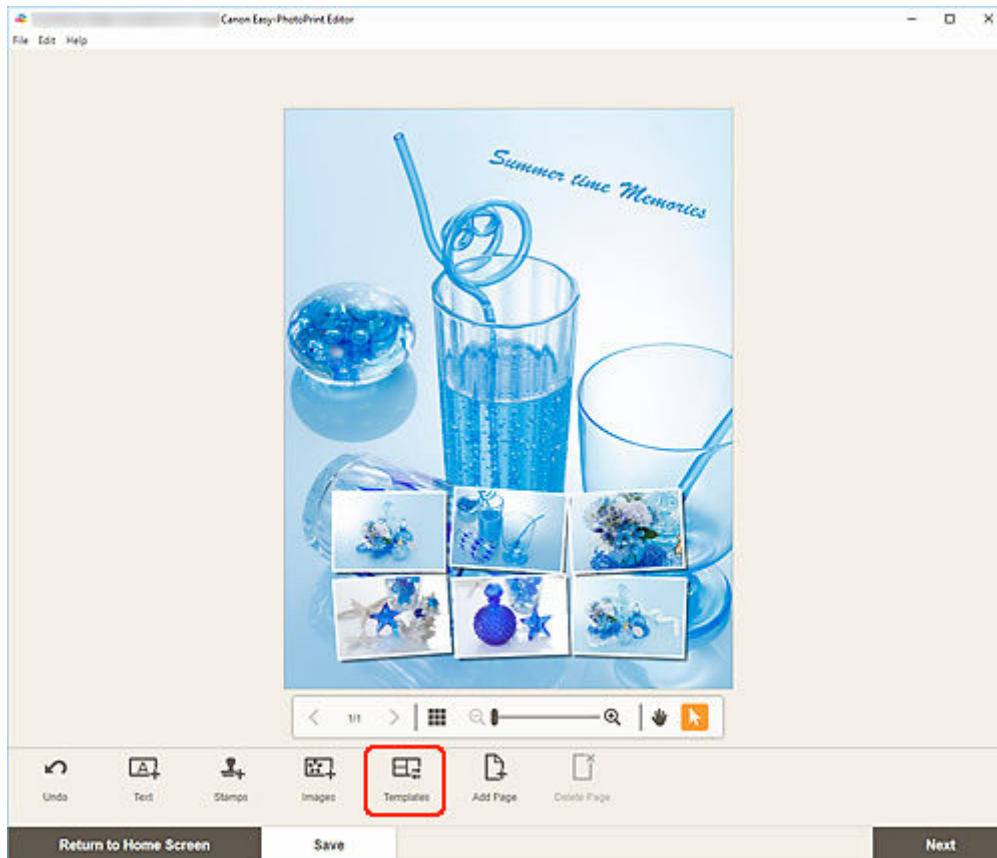 Canon Easy-PhotoPrint Editor
File Edit Help
Summer time Memories
1/1
Undo Text Stamps Images Templates Add Page Delete Page
Return to Home Screen Save Next